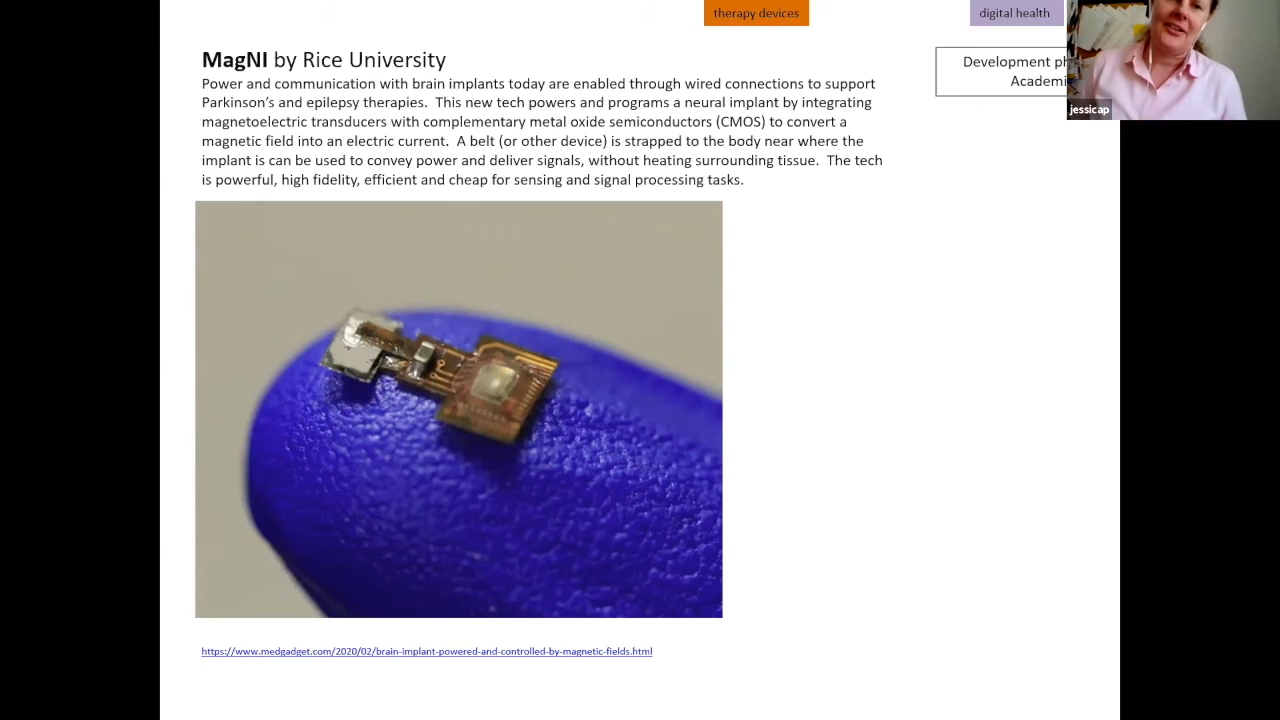 therapy devices
digital health
MagNI by Rice University
Power and communication with brain implants today are enabled through wired connections to support
Parkinson's and epilepsy therapies.  This new tech powers and programs a neural implant by integrating
magnetoelectric transducers with complementary metal oxide semiconductors (CMOS) to convert a
magnetic field into an electric current.  A belt (or other device) is strapped to the body near where the
implant is can be used to convey power and deliver signals, without heating surrounding tissue.  The tech
is powerful, high fidelity, efficient and cheap for sensing and signal processing tasks.
Development
jessicap
https://www.medgadget.com/2020/02/brain-implant-powered-and-controlled-by-magnetic-fields.html